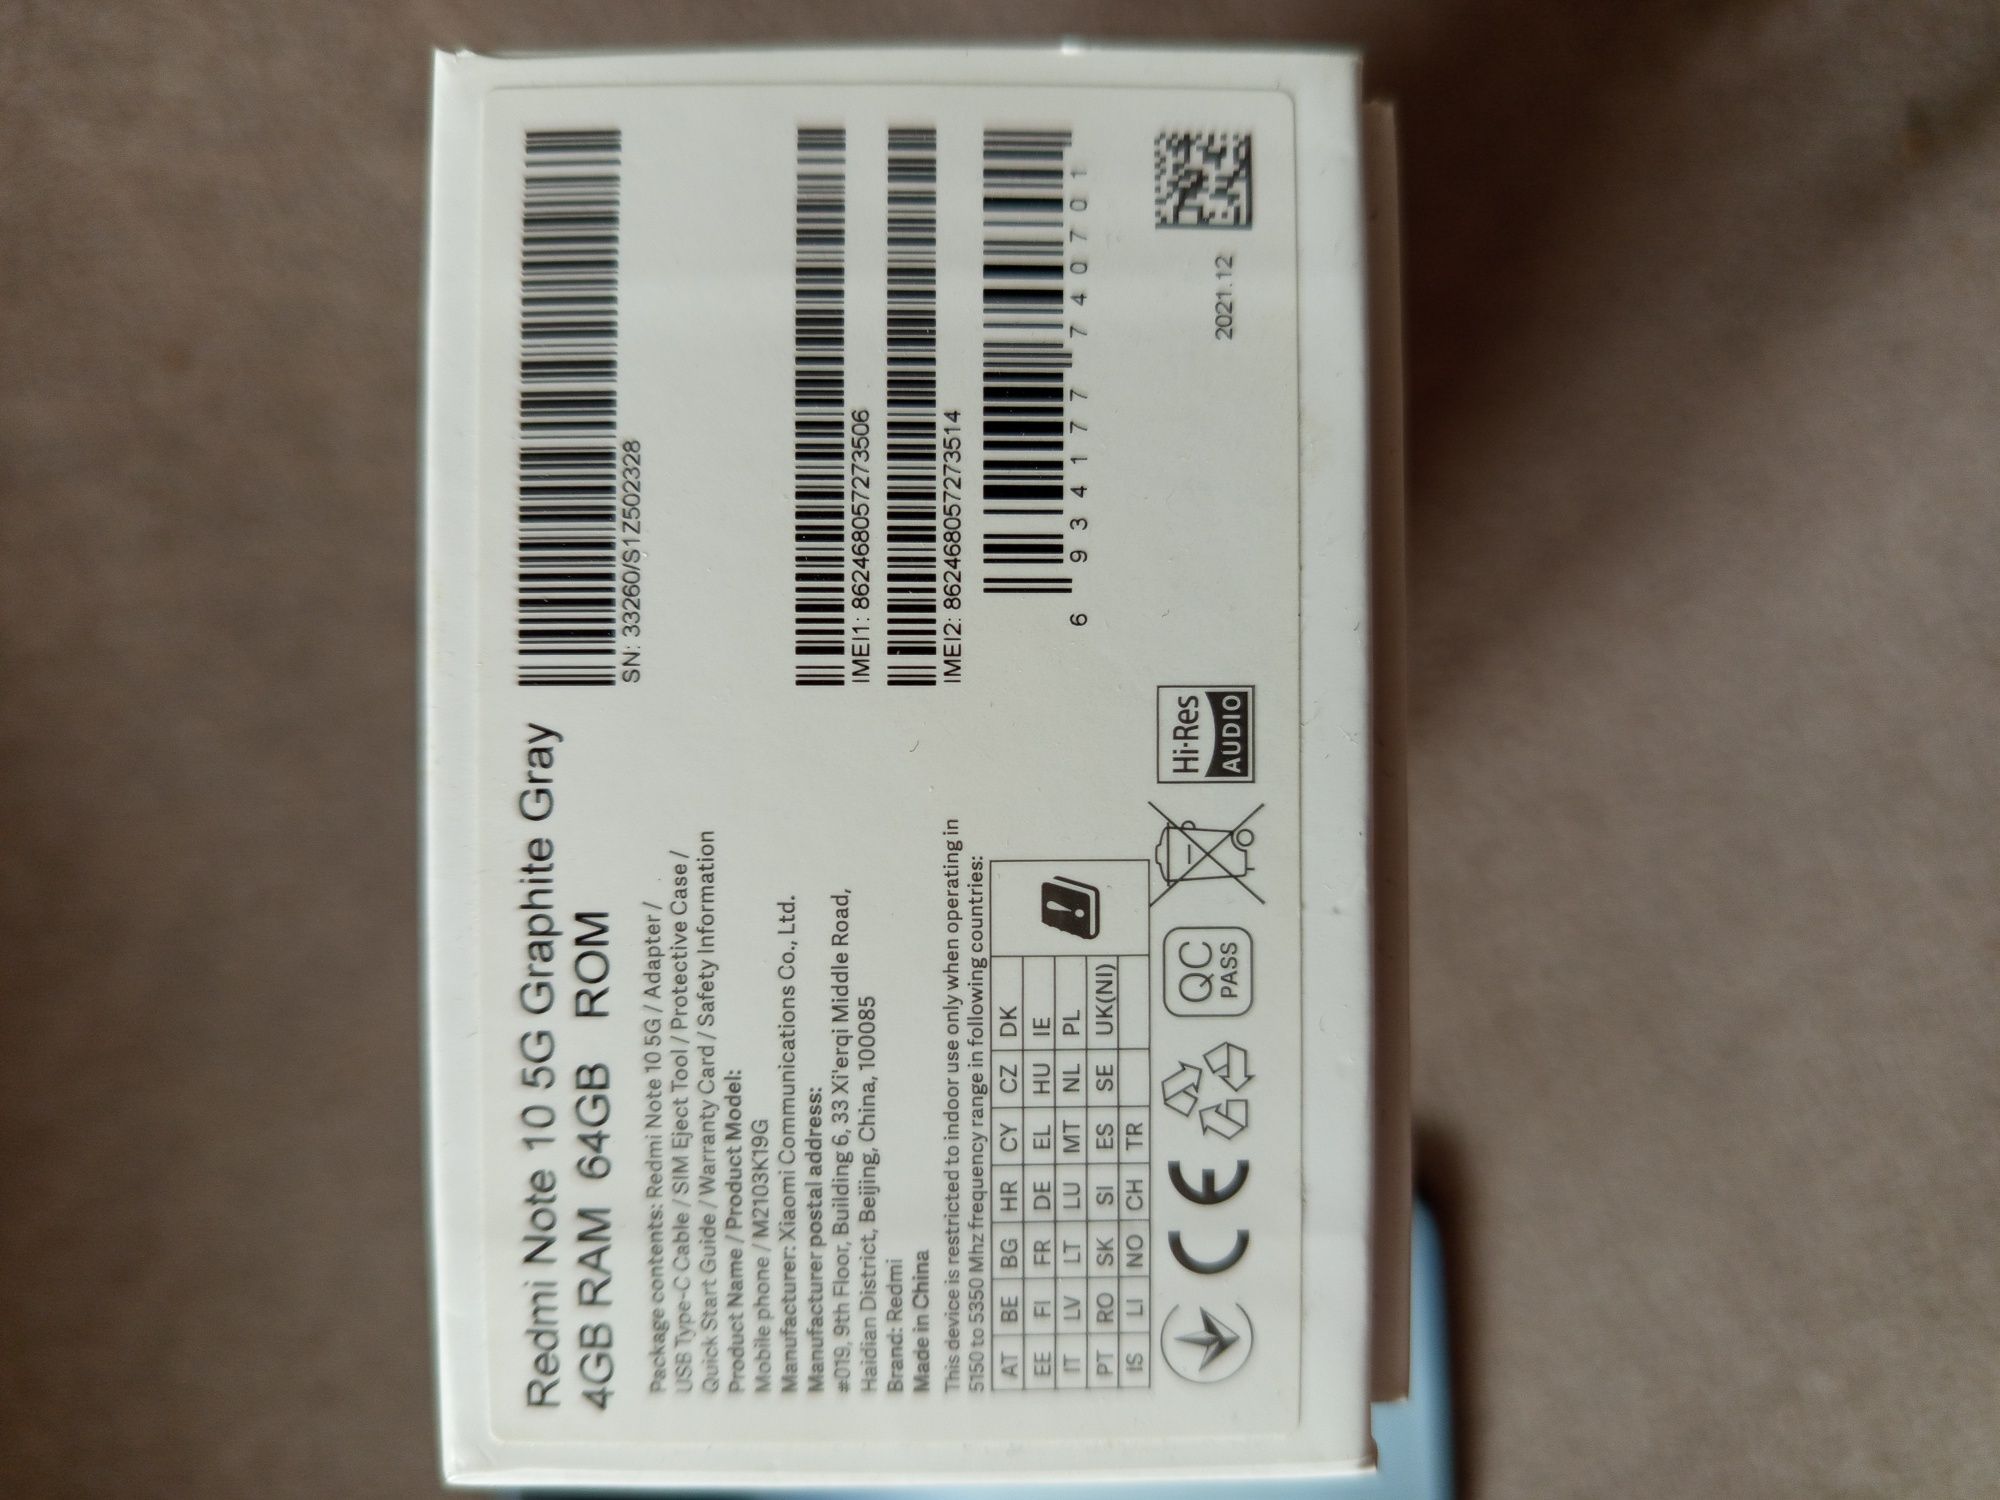 Redmi Note 10 5G Graphite Gray
4GB RAM 64GB ROM
Package contents: Redmi Note 10 5G / Adapter /
USB Type-C Cable / SIM Eject Tool / Protective Case /
Quick Start Guide / Warranty Card / Safety Information
Product Name / Product Model:
Mobile phone / M2103K19G
Manufacturer: Xiaomi Communications Co., Ltd.
Manufacturer postal address:
#019, 9th Floor, Building 6, 33 Xi'erqi Middle Road,
Haidian District, Beijing, China, 100085
Brand: Redmi
Made in China
This device is restricted to indoor use only when operating in
5150 to 5350 Mhz frequency range in following countries:
AT BE BG HR CY CZ DK
EE FI FR DE EL HU IE
IT LV LT LU MT NL PL
PT RO SK SI ES SE UK(NI)
IS LI NO CH TR
CE
QC
PASS
Hi-Res
AUDIO
SN: 33260/S1Z502328
IMEI1: 862468057273506
IMEI2: 862468057273514
6 934177 740701
2021.12